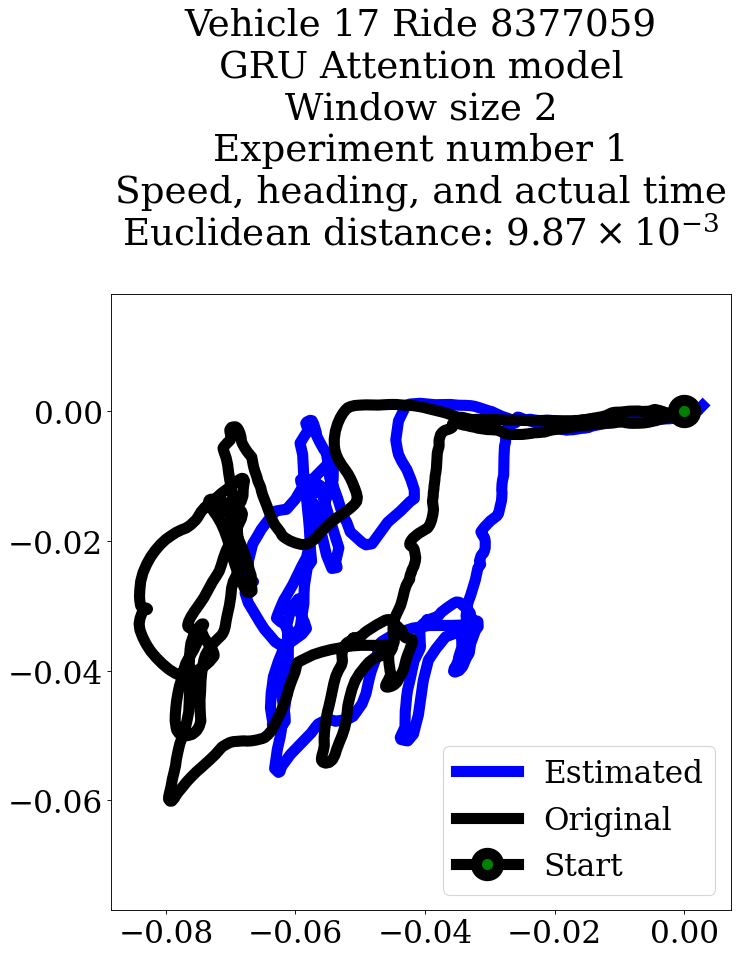 Vehicle 17 Ride 8377059
GRU Attention model
Window size 2
Experiment number 1
Speed, heading, and actual time
Euclidean distance: 9.87 × 10⁻³
0.00
−0.02
−0.04
−0.06
Estimated
Original
Start
−0.08
−0.06
−0.04
−0.02
0.00